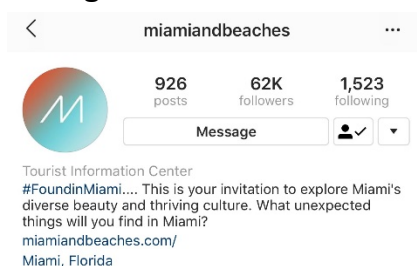 miamiandbeaches
926 62K 1,523
posts followers following
Message
Tourist Information Center
#FoundinMiami.... This is your invitation to explore Miami's
diverse beauty and thriving culture. What unexpected
things will you find in Miami?
miamiandbeaches.com/
Miami, Florida